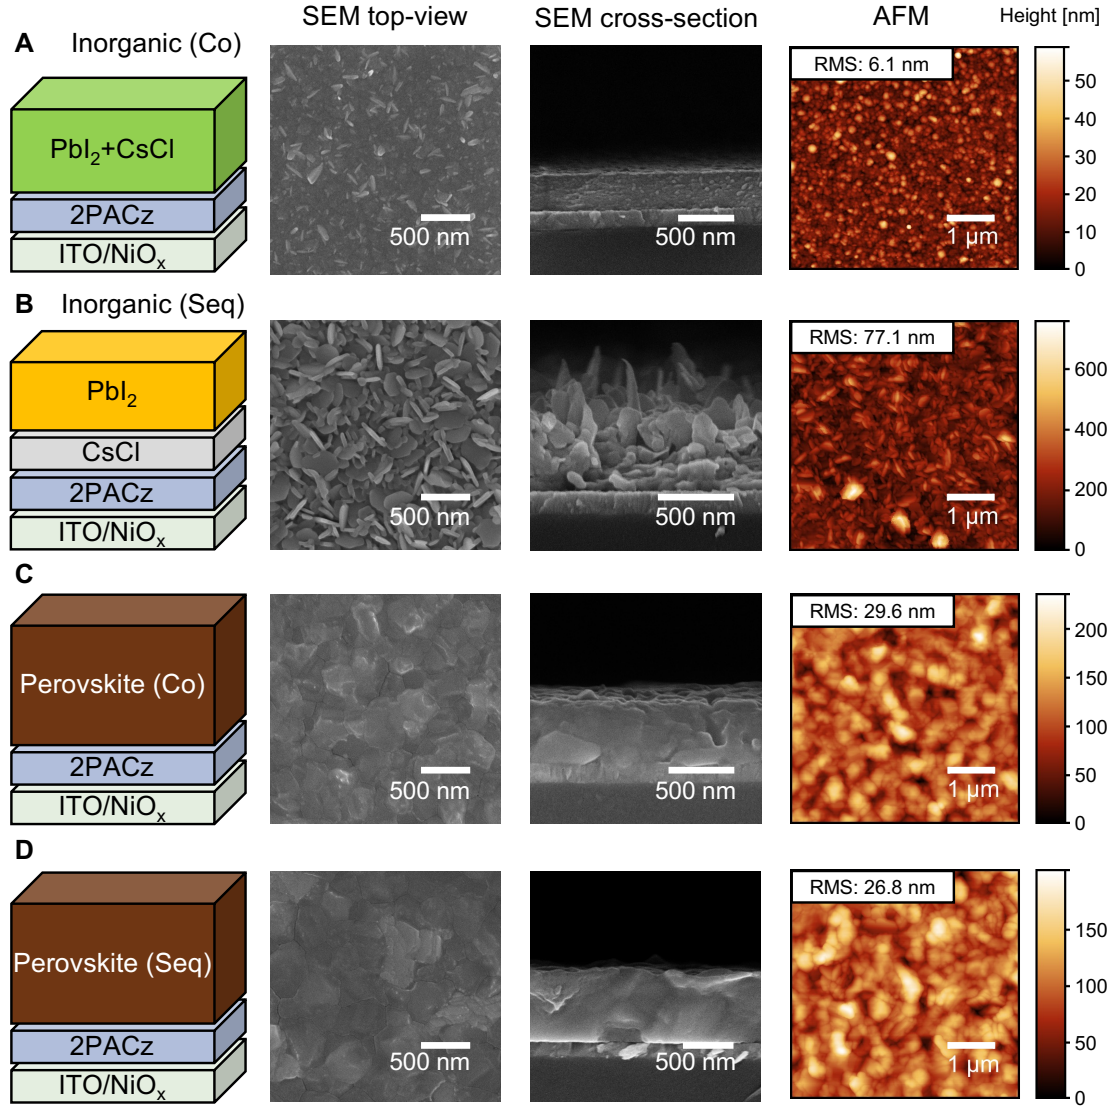 SEM top-view
SEM cross-section
AFM
Height [nm]
A
Inorganic (Co)
PbI₂+CsCl
2PACz
ITO/NiOₓ
500 nm
500 nm
RMS: 6.1 nm
1 µm
50
40
30
20
10
0
B
Inorganic (Seq)
PbI₂
CsCl
2PACz
ITO/NiOₓ
500 nm
500 nm
RMS: 77.1 nm
1 µm
600
400
200
0
C
Perovskite (Co)
2PACz
ITO/NiOₓ
500 nm
500 nm
RMS: 29.6 nm
1 µm
200
150
100
50
0
D
Perovskite (Seq)
2PACz
ITO/NiOₓ
500 nm
500 nm
RMS: 26.8 nm
1 µm
150
100
50
0